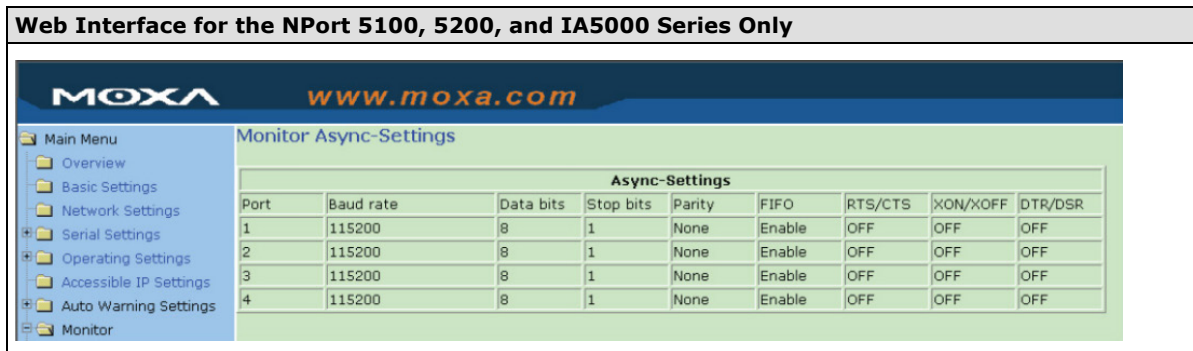 Web Interface for the NPort 5100, 5200, and IA5000 Series Only
MOXA www.moxa.com
Main Menu
Overview
Basic Settings
Network Settings
Serial Settings
Operating Settings
Accessible IP Settings
Auto Warning Settings
Monitor
Monitor Async-Settings
Async-Settings
Port Baud rate Data bits Stop bits Parity FIFO RTS/CTS XON/XOFF DTR/DSR
1 115200 8 1 None Enable OFF OFF OFF
2 115200 8 1 None Enable OFF OFF OFF
3 115200 8 1 None Enable OFF OFF OFF
4 115200 8 1 None Enable OFF OFF OFF